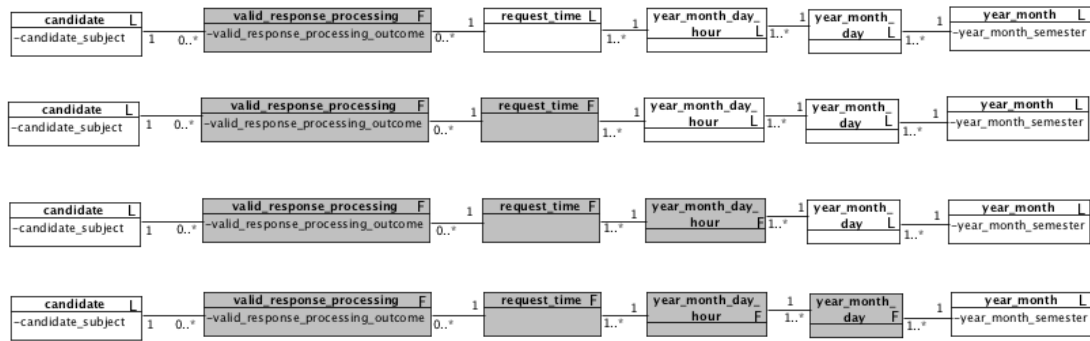 candidate L
-candidate_subject
1 0..*
valid_response_processing F
-valid_response_processing_outcome
0..* 1
request_time L
1..* 1
year_month_day_
hour L
1..* 1
year_month_
day L
1..* 1
year_month L
-year_month_semester
candidate L
-candidate_subject
1 0..*
valid_response_processing F
-valid_response_processing_outcome
0..* 1
request_time F
1..* 1
year_month_day_
hour L
1..* 1
year_month_
day L
1..* 1
year_month L
-year_month_semester
candidate L
-candidate_subject
1 0..*
valid_response_processing F
-valid_response_processing_outcome
0..* 1
request_time F
1..* 1
year_month_day_
hour F
1..* 1
year_month_
day L
1..* 1
year_month L
-year_month_semester
candidate L
-candidate_subject
1 0..*
valid_response_processing F
-valid_response_processing_outcome
0..* 1
request_time F
1..* 1
year_month_day_
hour F
1..* 1
year_month_
day F
1..* 1
year_month L
-year_month_semester